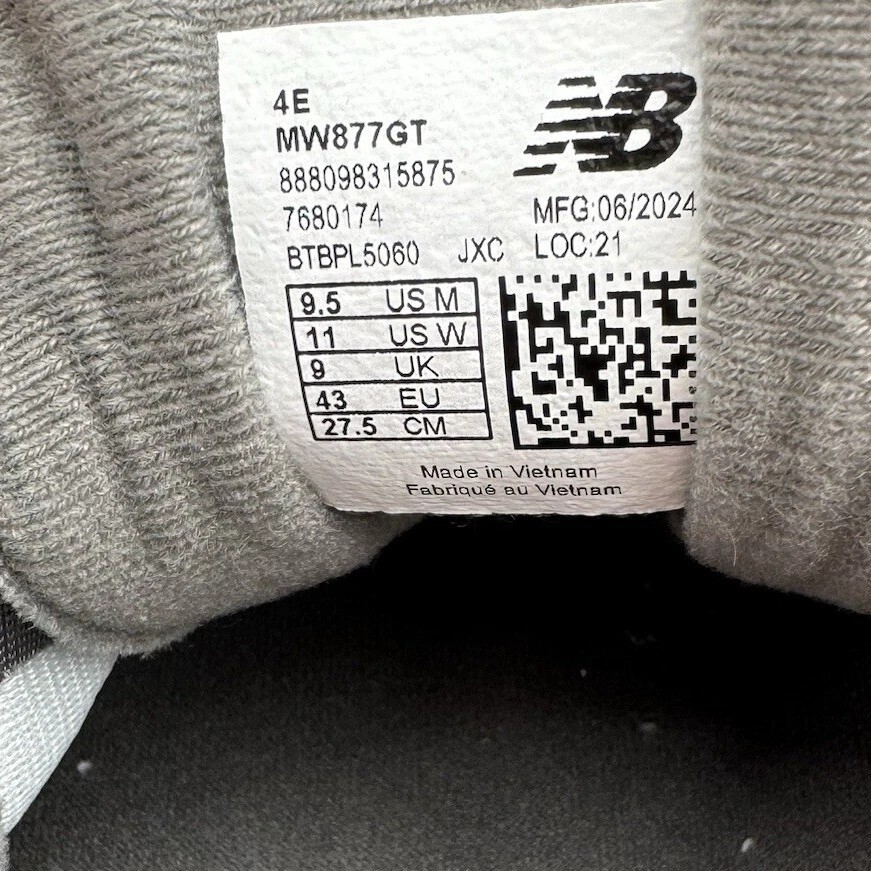 4E
MW877GT
888098315875
7680174
BTBPL5060 JXC
NB
MFG:06/2024
LOC:21
9.5 US M
11 US W
9 UK
43 EU
27.5 CM
Made in Vietnam
Fabriqué au Vietnam